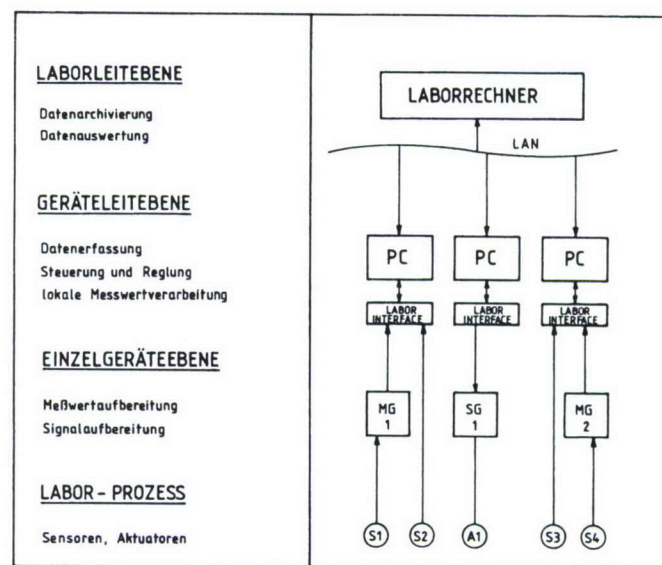 LABORLEITEBENE
Datenarchivierung
Datenauswertung
GERÄTELEITEBENE
Datenerfassung
Steuerung und Reglung
lokale Messwertverarbeitung
EINZELGERÄTEEBENE
Meßwertaufbereitung
Signalaufbereitung
LABOR - PROZESS
Sensoren, Aktuatoren
LABORRECHNER
LAN
PC PC PC
LABOR INTERFACE
LABOR INTERFACE
LABOR INTERFACE
MG 1
SG 1
MG 2
S1 S2 A1 S3 S4